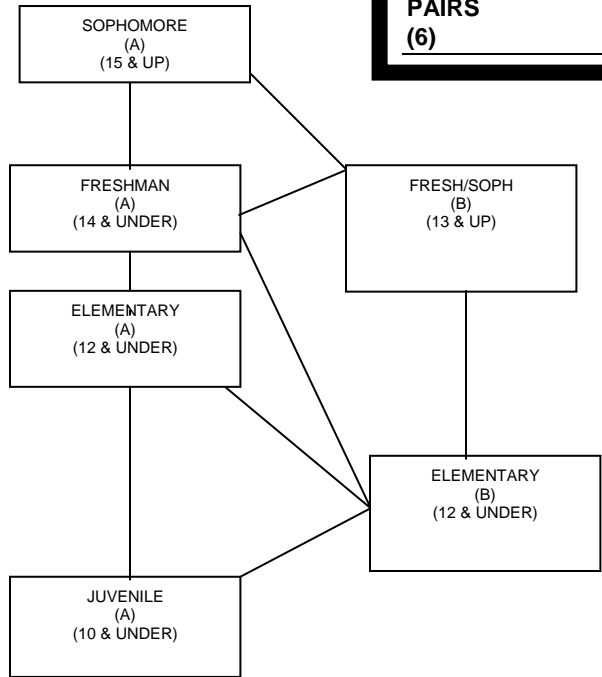 PAIRS
(6)
SOPHOMORE
(A)
(15 & UP)
FRESHMAN
(A)
(14 & UNDER)
FRESH/SOPH
(B)
(13 & UP)
ELEMENTARY
(A)
(12 & UNDER)
ELEMENTARY
(B)
(12 & UNDER)
JUVENILE
(A)
(10 & UNDER)